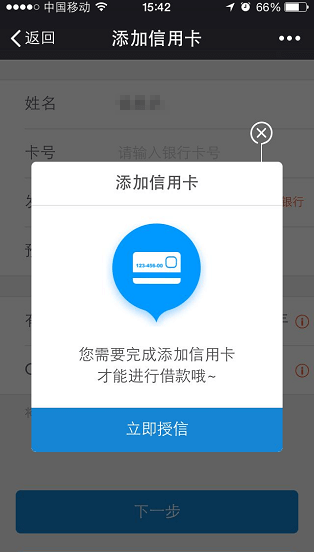 中国移动 15:42 66%
返回 添加信用卡
姓名
卡号 请输入银行卡号
添加信用卡
银行
123-456-00
您需要完成添加信用卡
才能进行借款哦~
立即授信
下一步